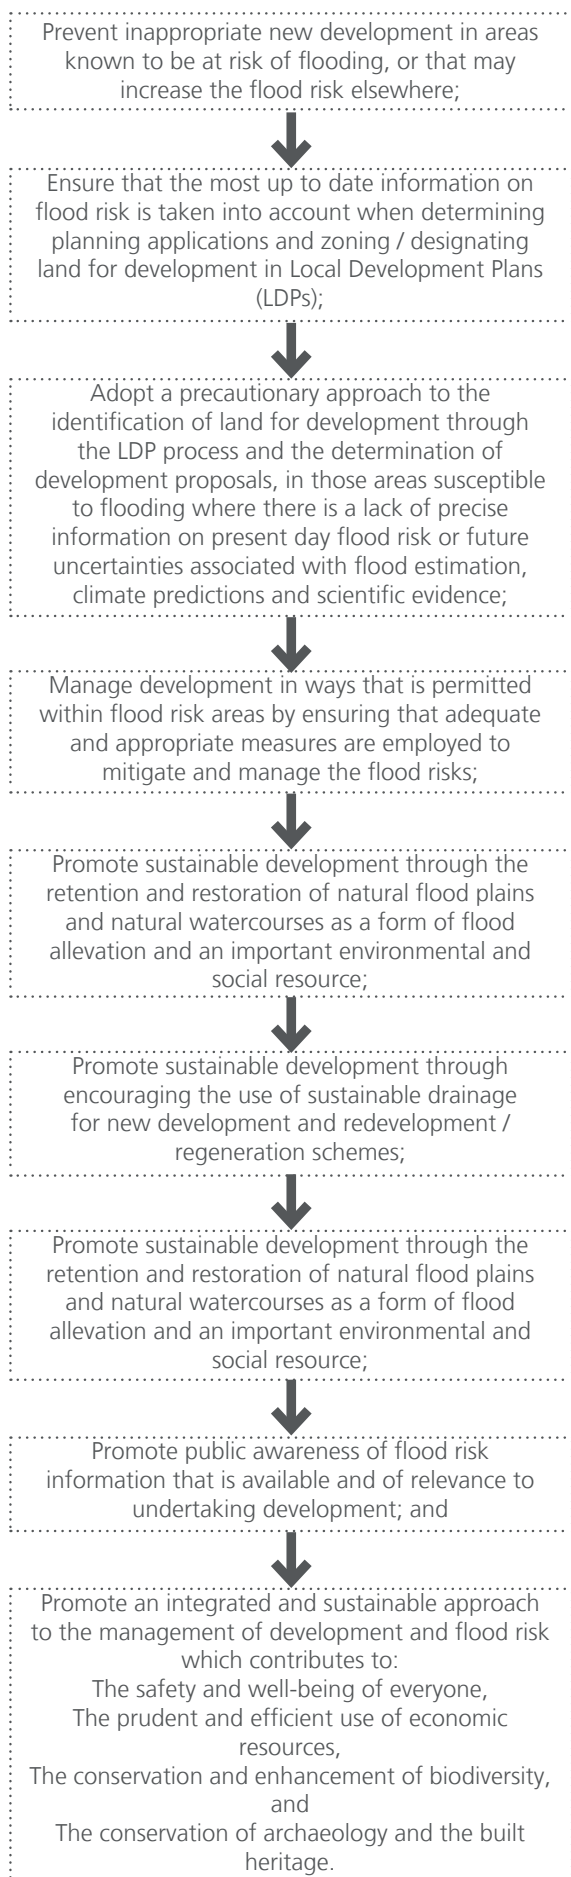 Prevent inappropriate new development in areas
known to be at risk of flooding, or that may
increase the flood risk elsewhere;
Ensure that the most up to date information on
flood risk is taken into account when determining
planning applications and zoning / designating
land for development in Local Development Plans
(LDPs);
Adopt a precautionary approach to the
identification of land for development through
the LDP process and the determination of
development proposals, in those areas susceptible
to flooding where there is a lack of precise
information on present day flood risk or future
uncertainties associated with flood estimation,
climate predictions and scientific evidence;
Manage development in ways that is permitted
within flood risk areas by ensuring that adequate
and appropriate measures are employed to
mitigate and manage the flood risks;
Promote sustainable development through the
retention and restoration of natural flood plains
and natural watercourses as a form of flood
allevation and an important environmental and
social resource;
Promote sustainable development through
encouraging the use of sustainable drainage
for new development and redevelopment /
regeneration schemes;
Promote sustainable development through the
retention and restoration of natural flood plains
and natural watercourses as a form of flood
allevation and an important environmental and
social resource;
Promote public awareness of flood risk
information that is available and of relevance to
undertaking development; and
Promote an integrated and sustainable approach
to the management of development and flood risk
which contributes to:
The safety and well-being of everyone,
The prudent and efficient use of economic
resources,
The conservation and enhancement of biodiversity,
and
The conservation of archaeology and the built
heritage.